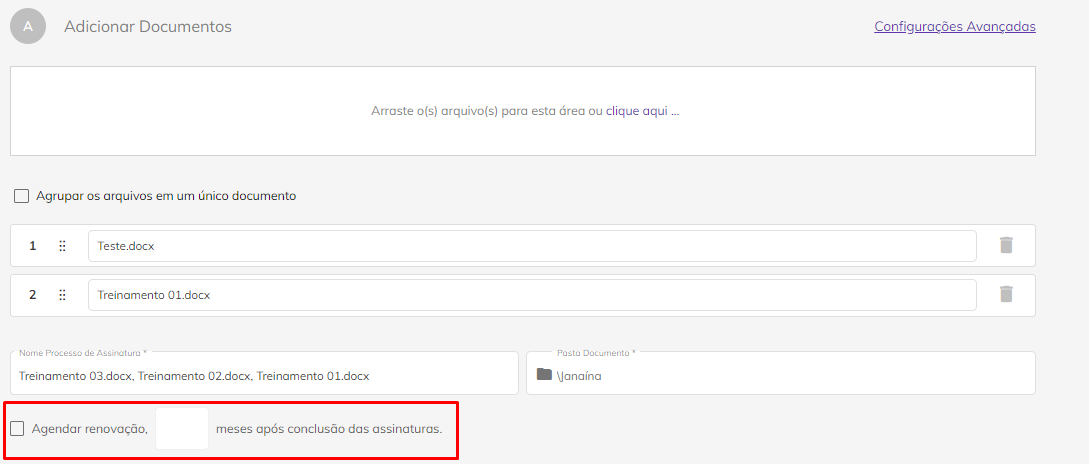 A Adicionar Documentos Configurações Avançadas
Arraste o(s) arquivo(s) para esta área ou clique aqui ...
Agrupar os arquivos em um único documento
1 Teste.docx
2 Treinamento 01.docx
Nome Processo de Assinatura * Pasta Documento *
Treinamento 03.docx, Treinamento 02.docx, Treinamento 01.docx \Janaína
Agendar renovação, meses após conclusão das assinaturas.